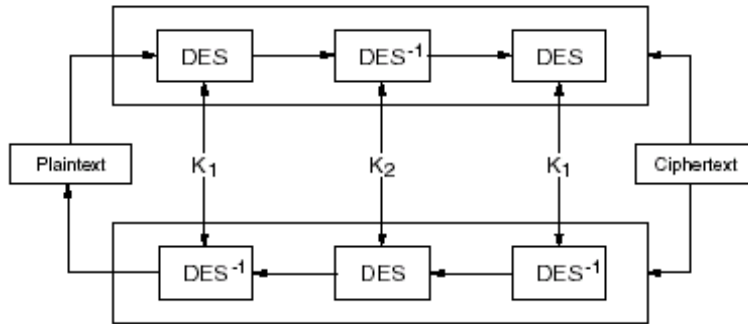 DES DES⁻¹ DES
Plaintext K₁ K₂ K₁ Ciphertext
DES⁻¹ DES DES⁻¹